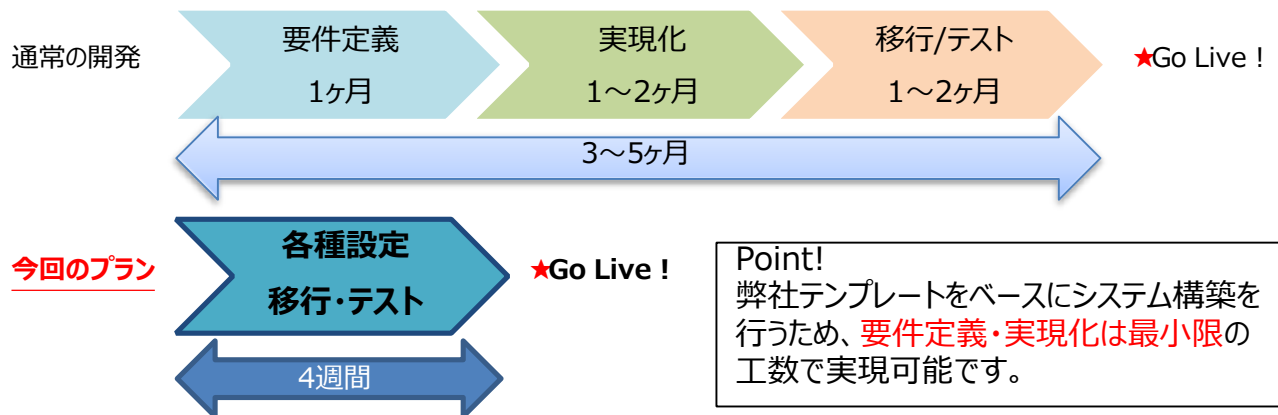 通常の開発
要件定義
1ヶ月
実現化
1～2ヶ月
移行/テスト
1～2ヶ月
★Go Live !
3～5ヶ月
今回のプラン
各種設定
移行・テスト
★Go Live !
4週間
Point!
弊社テンプレートをベースにシステム構築を
行うため、要件定義・実現化は最小限の
工数で実現可能です。